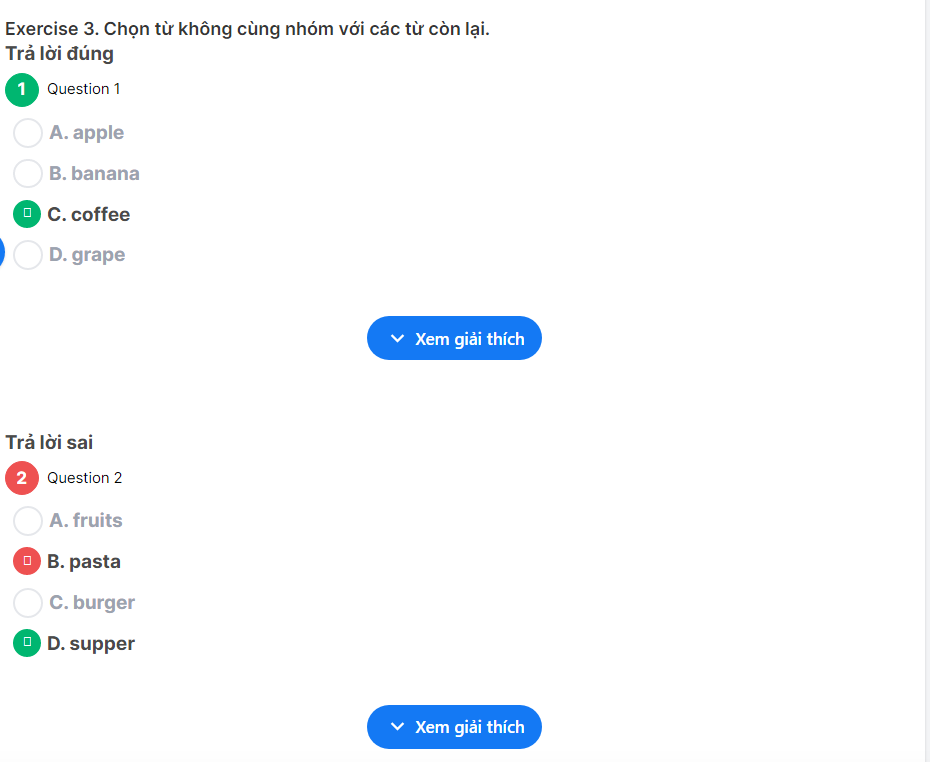 Exercise 3. Chọn từ không cùng nhóm với các từ còn lại.
Trả lời đúng
1 Question 1
A. apple
B. banana
C. coffee
D. grape
Xem giải thích
Trả lời sai
2 Question 2
A. fruits
B. pasta
C. burger
D. supper
Xem giải thích